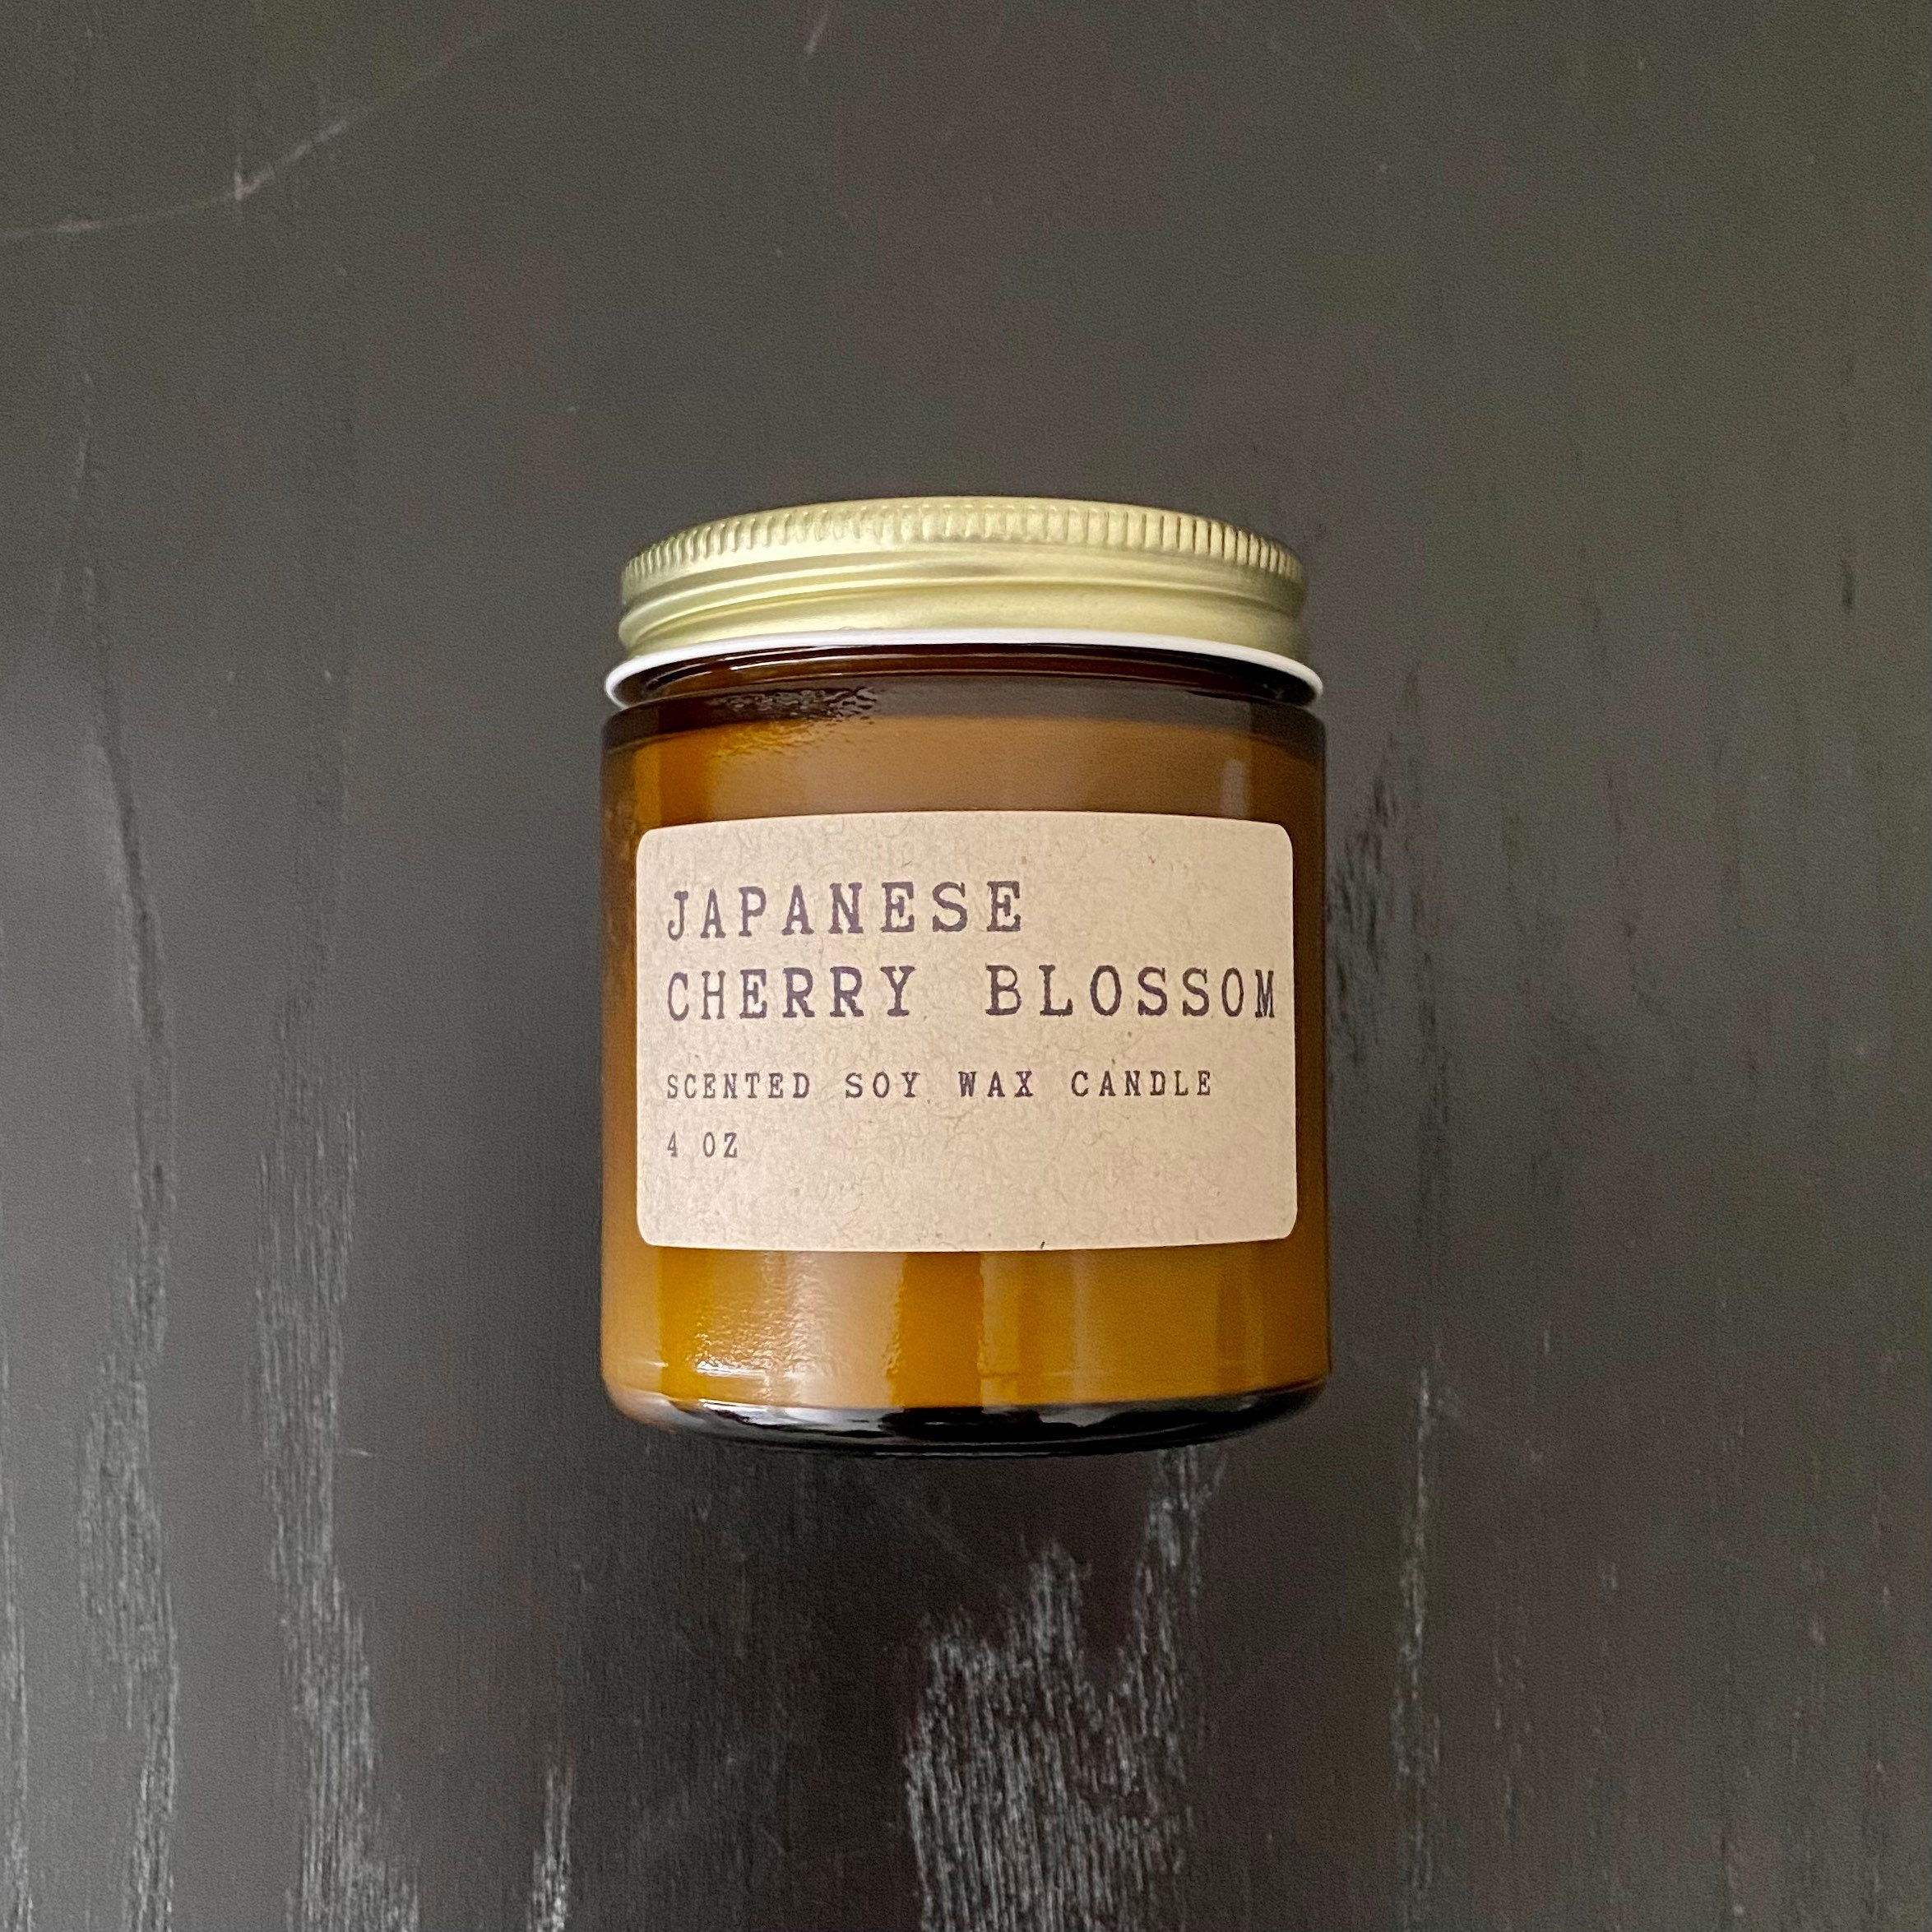 JAPANESE
CHERRY BLOSSOM
SCENTED SOY WAX CANDLE
4 OZ